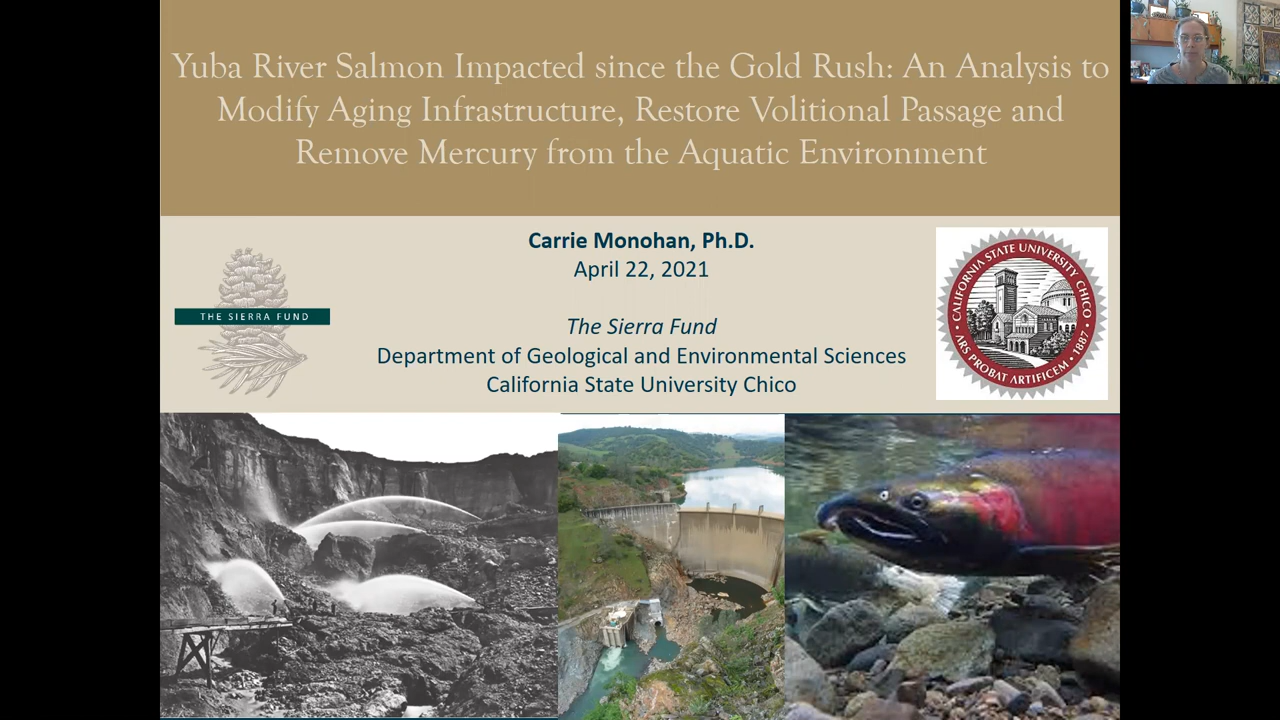 Yuba River Salmon Impacted since the Gold Rush: An Analysis to
Modify Aging Infrastructure, Restore Volitional Passage and
Remove Mercury from the Aquatic Environment
Carrie Monohan, Ph.D.
April 22, 2021
The Sierra Fund
Department of Geological and Environmental Sciences
California State University Chico
THE SIERRA FUND
CALIFORNIA STATE UNIVERSITY CHICO
ARS PROBAT ARTIFICEM • 1887 •